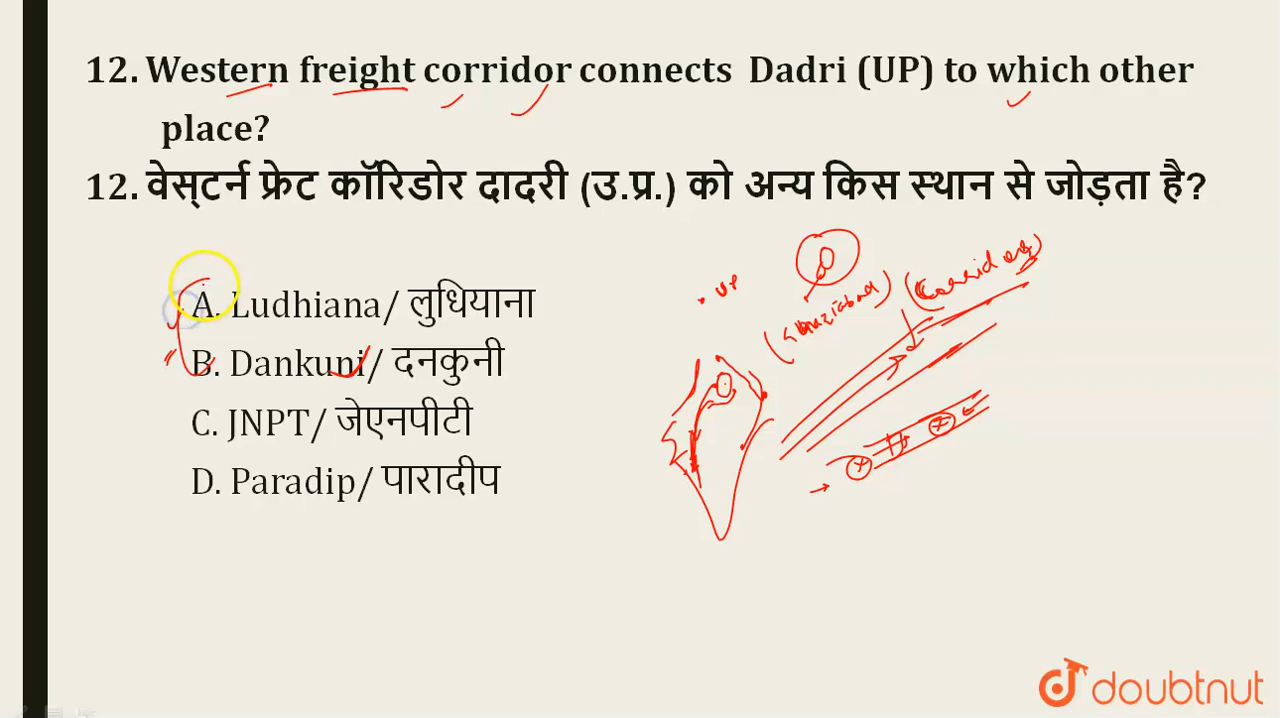 12. Western freight corridor connects Dadri (UP) to which other
place?
12. वेस्टर्न फ्रेट कॉरिडोर दादरी (उ.प्र.) को अन्य किस स्थान से जोड़ता है?
UP
A. Ludhiana/ लुधियाना
B. Dankuni/ दनकुनी
C. JNPT/ जेएनपीटी
D. Paradip/ पारादीप
doubtnut